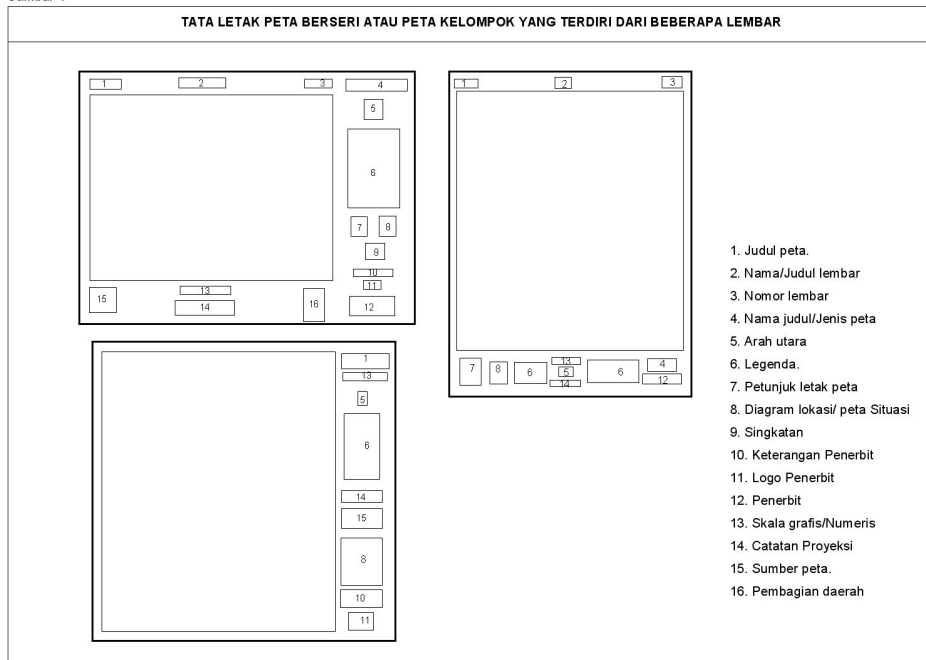 TATA LETAK PETA BERSERI ATAU PETA KELOMPOK YANG TERDIRI DARI BEBERAPA LEMBAR
1 2 3 4
5
6
7 8
9
10
11
12
13
14
15
16
1 2 3
7 8 6 13 5 14 6 4 12
1
13
5
6
14
15
8
10
11
1. Judul peta.
2. Nama/Judul lembar
3. Nomor lembar
4. Nama judul/Jenis peta
5. Arah utara
6. Legenda.
7. Petunjuk letak peta
8. Diagram lokasi/ peta Situasi
9. Singkatan
10. Keterangan Penerbit
11. Logo Penerbit
12. Penerbit
13. Skala grafis/Numeris
14. Catatan Proyeksi
15. Sumber peta.
16. Pembagian daerah